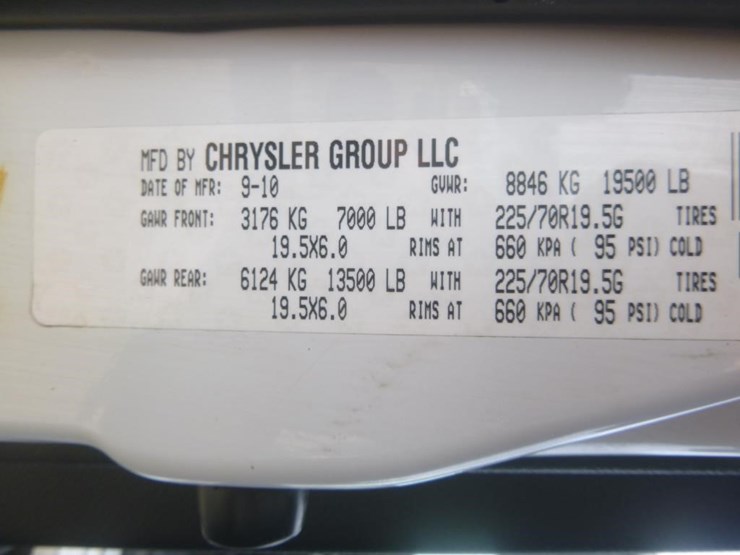 MFD BY CHRYSLER GROUP LLC
DATE OF MFR: 9-10 GVWR: 8846 KG 19500 LB
GAWR FRONT: 3176 KG 7000 LB WITH 225/70R19.5G TIRES
19.5X6.0 RIMS AT 660 KPA ( 95 PSI) COLD
GAWR REAR: 6124 KG 13500 LB WITH 225/70R19.5G TIRES
19.5X6.0 RIMS AT 660 KPA ( 95 PSI) COLD